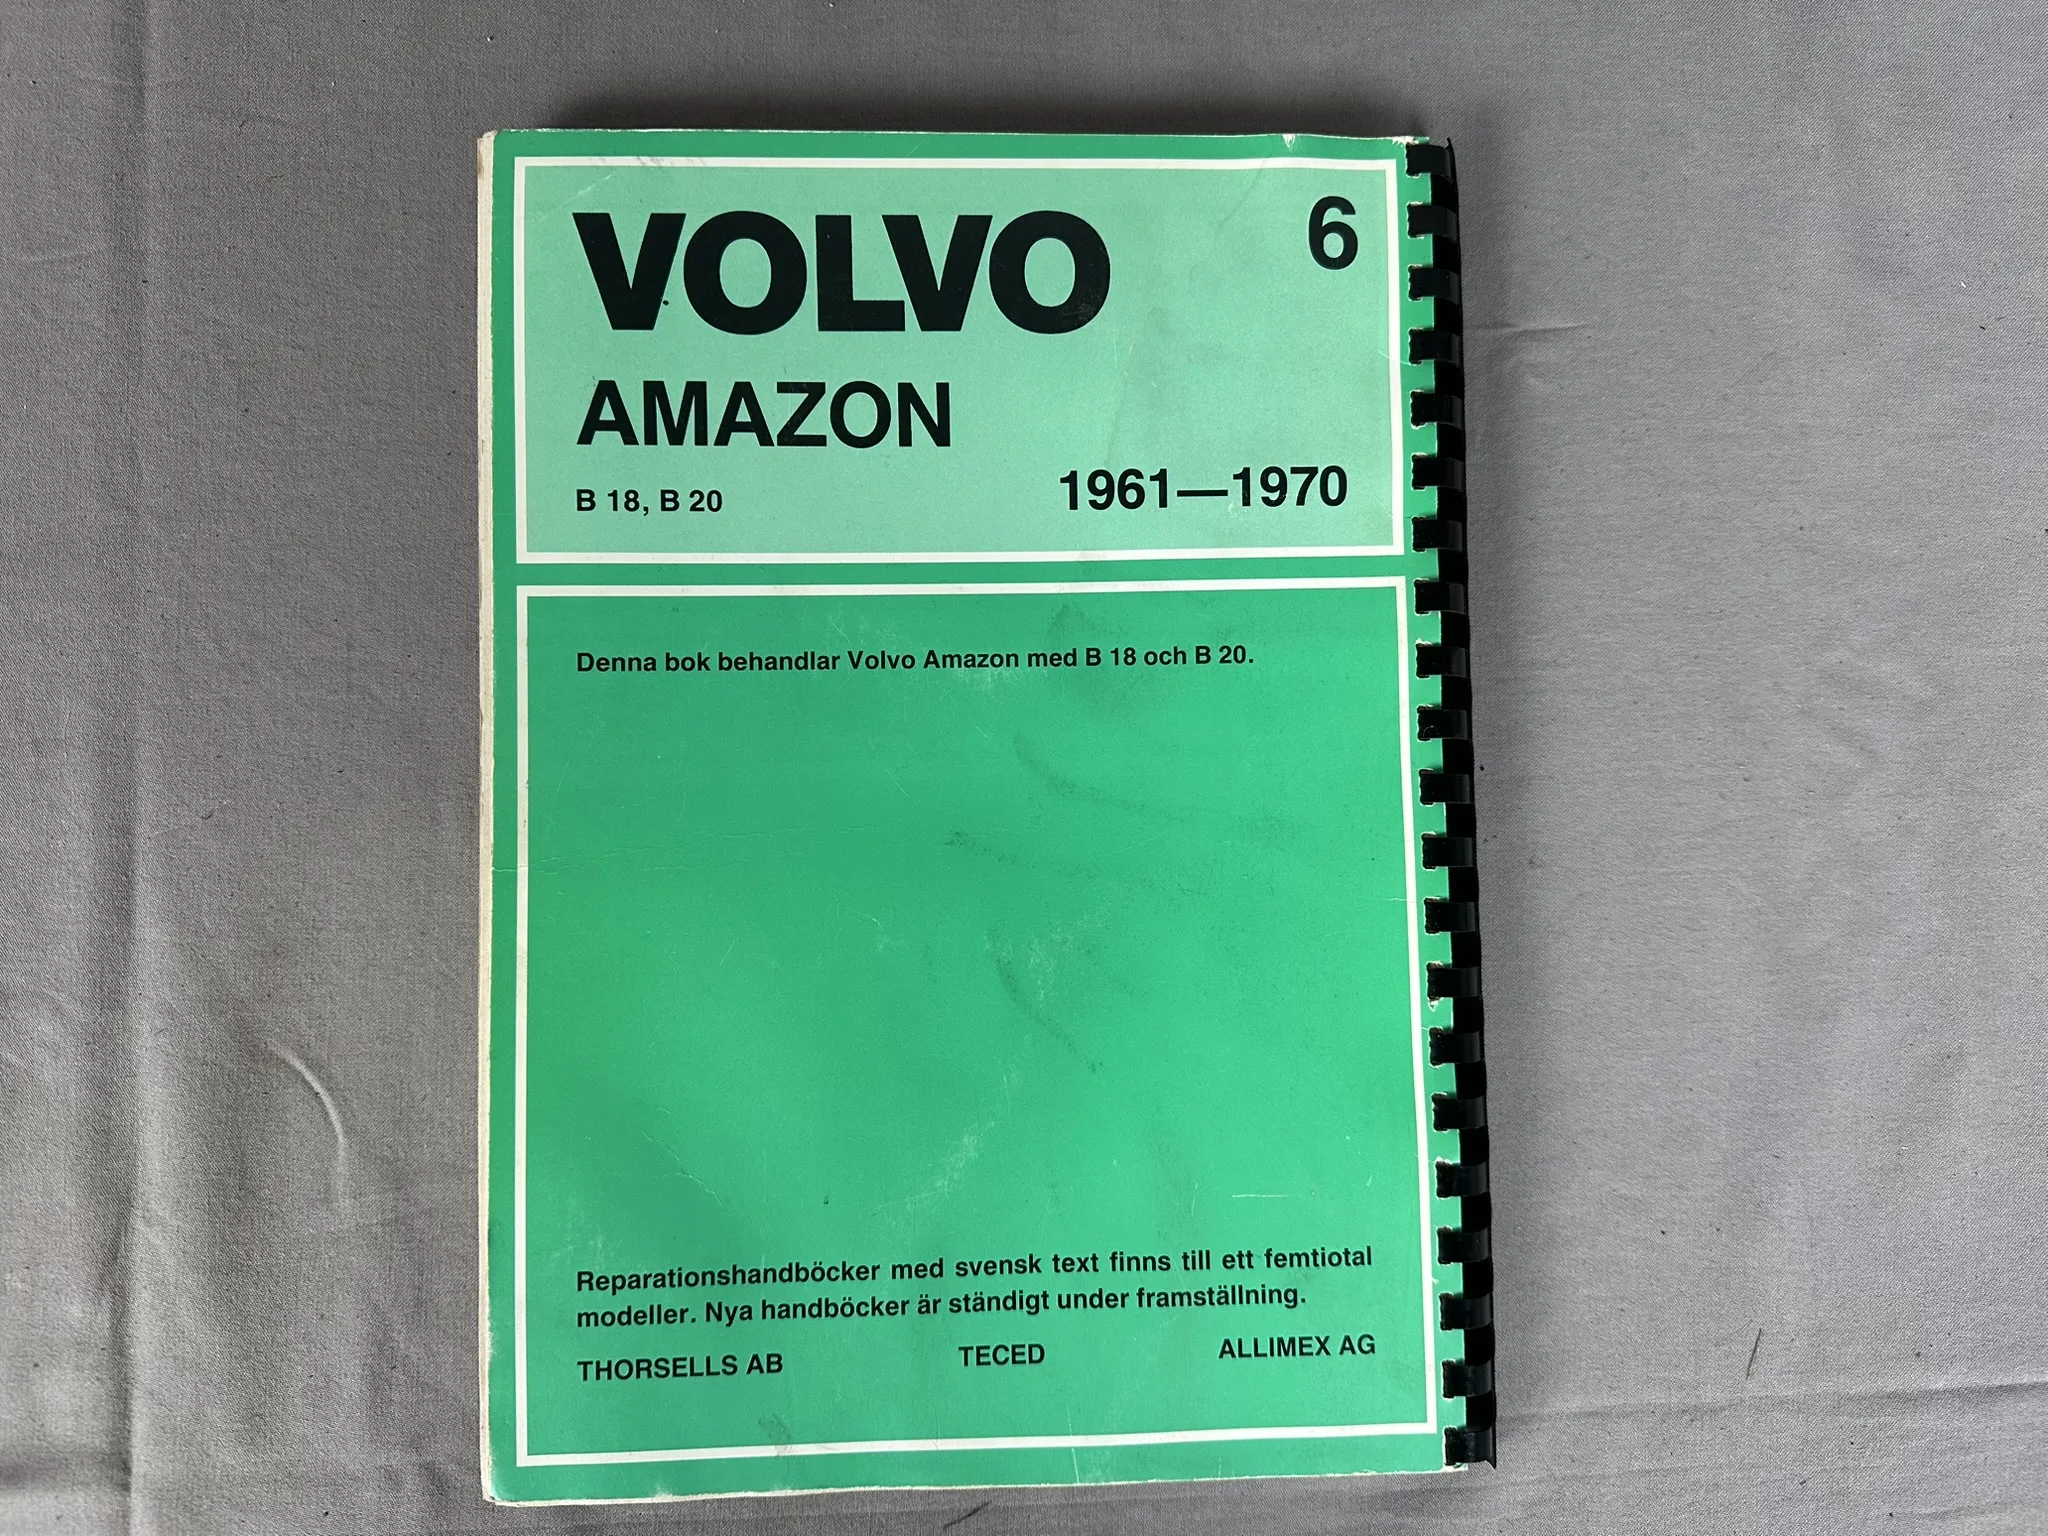 VOLVO
6
AMAZON
B 18, B 20
1961—1970
Denna bok behandlar Volvo Amazon med B 18 och B 20.
Reparationshandböcker med svensk text finns till ett femtiotal
modeller. Nya handböcker är ständigt under framställning.
THORSELLS AB
TECED
ALLIMEX AG